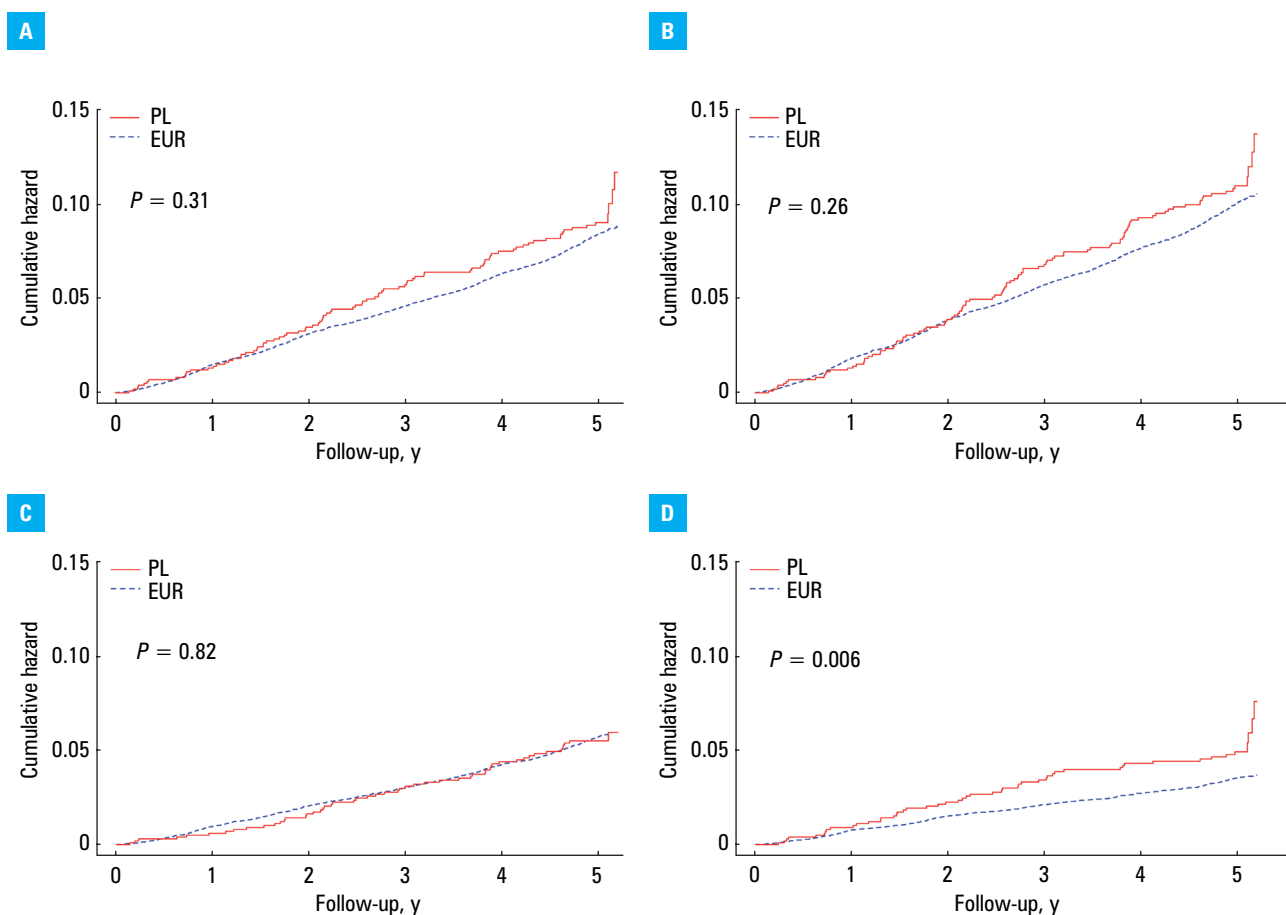 A
0.15
0.10
0.05
0
Cumulative hazard
PL
EUR
P = 0.31
0 1 2 3 4 5
Follow-up, y
B
0.15
0.10
0.05
0
Cumulative hazard
PL
EUR
P = 0.26
0 1 2 3 4 5
Follow-up, y
C
0.15
0.10
0.05
0
Cumulative hazard
PL
EUR
P = 0.82
0 1 2 3 4 5
Follow-up, y
D
0.15
0.10
0.05
0
Cumulative hazard
PL
EUR
P = 0.006
0 1 2 3 4 5
Follow-up, y